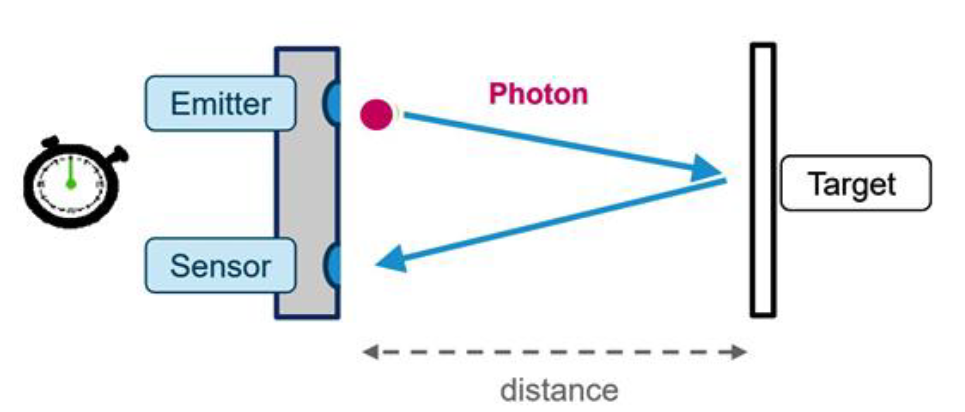 Emitter
Photon
Target
Sensor
distance